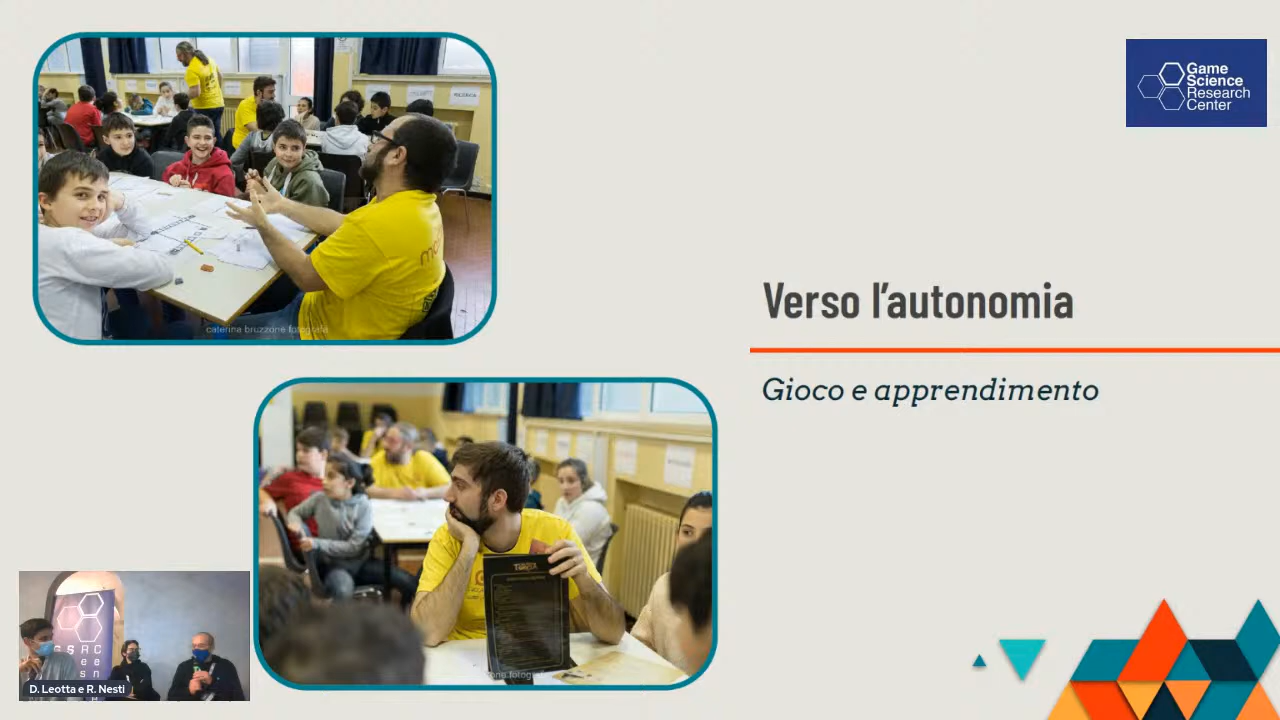 Game
Science
Research
Center
Verso l'autonomia
Gioco e apprendimento
caterina bruzzone fotografa
D. Leotta e R. Nesti